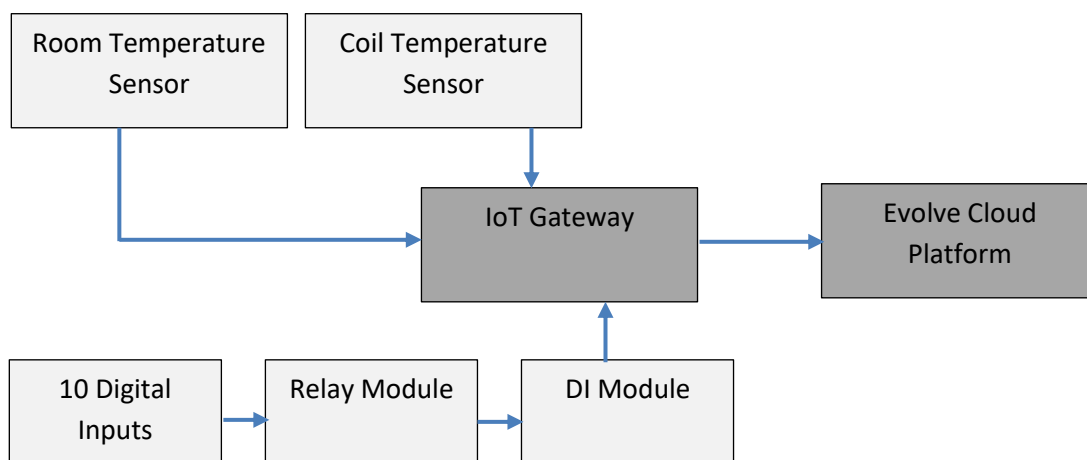 Room Temperature
Sensor
Coil Temperature
Sensor
IoT Gateway
Evolve Cloud
Platform
10 Digital
Inputs
Relay Module
DI Module